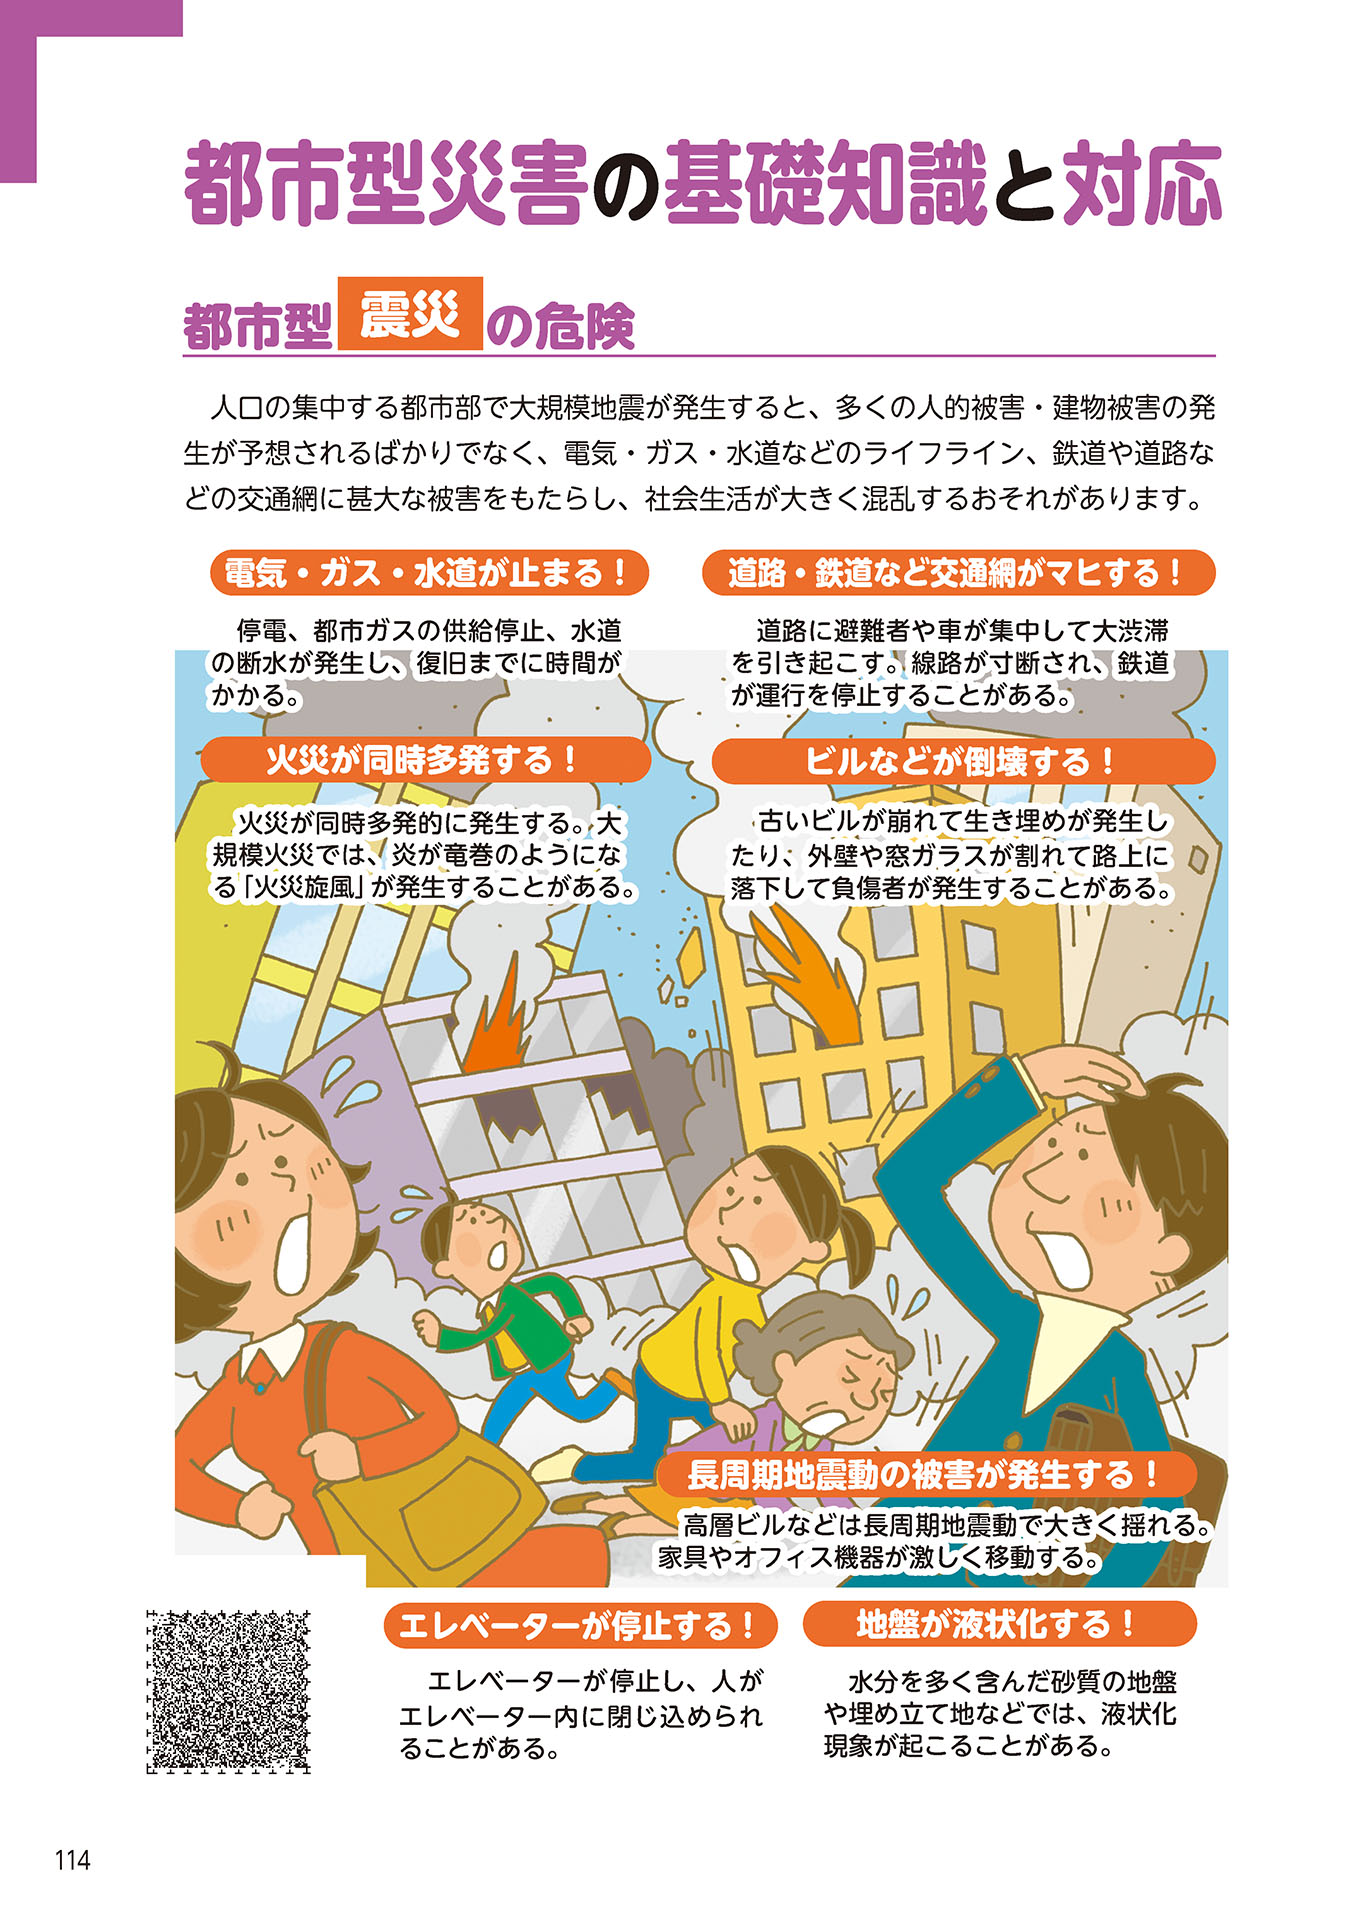 都市型災害の基礎知識と対応
都市型 震災 の危険
人口の集中する都市部で大規模地震が発生すると、多くの人的被害・建物被害の発
生が予想されるばかりでなく、電気・ガス・水道などのライフライン、鉄道や道路な
どの交通網に甚大な被害をもたらし、社会生活が大きく混乱するおそれがあります。
電気・ガス・水道が止まる！
停電、都市ガスの供給停止、水道
の断水が発生し、復旧までに時間が
かかる。
道路・鉄道など交通網がマヒする！
道路に避難者や車が集中して大渋滞
を引き起こす。線路が寸断され、鉄道
が運行を停止することがある。
火災が同時多発する！
火災が同時多発的に発生する。大
規模火災では、炎が竜巻のようにな
る「火災旋風」が発生することがある。
ビルなどが倒壊する！
古いビルが崩れて生き埋めが発生し
たり、外壁や窓ガラスが割れて路上に
落下して負傷者が発生することがある。
長周期地震動の被害が発生する！
高層ビルなどは長周期地震動で大きく揺れる。
家具やオフィス機器が激しく移動する。
エレベーターが停止する！
エレベーターが停止し、人が
エレベーター内に閉じ込められ
ることがある。
地盤が液状化する！
水分を多く含んだ砂質の地盤
や埋め立て地などでは、液状化
現象が起こることがある。
114